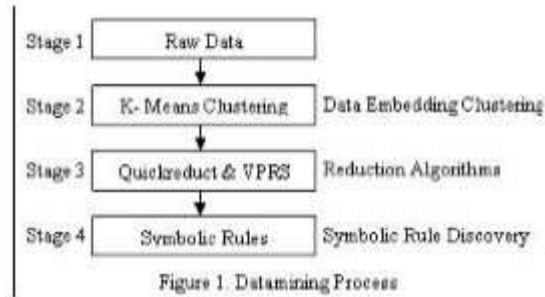 Stage 1 Raw Data
Stage 2 K- Means Clustering Data Embedding Clustering
Stage 3 Quickreduct & VPRS Reduction Algorithms
Stage 4 Symbolic Rules Symbolic Rule Discovery
Figure 1. Datamining Process